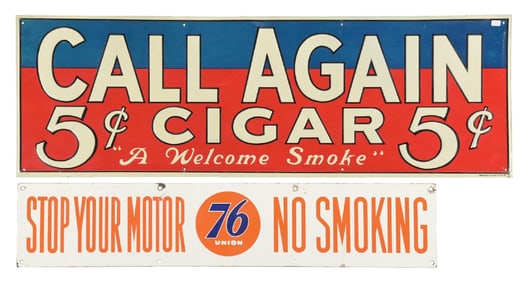 CALL AGAIN
5¢ CIGAR 5¢
"A Welcome Smoke"
STOP YOUR MOTOR 76 UNION NO SMOKING